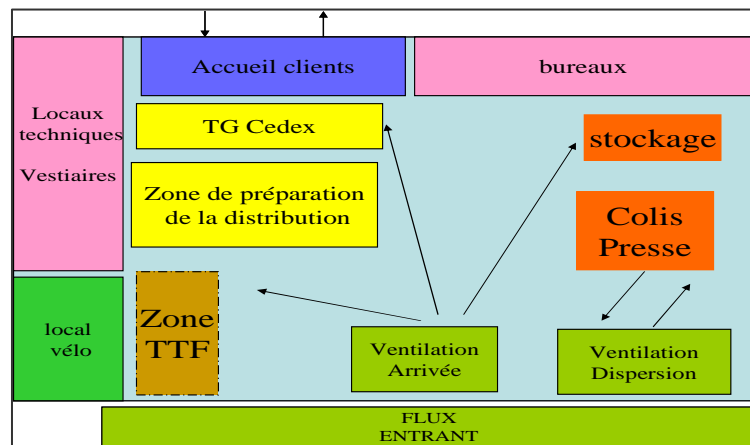 Accueil clients
bureaux
Locaux
techniques
Vestiaires
TG Cedex
stockage
Zone de préparation
de la distribution
Colis
Presse
local
vélo
Zone
TTF
Ventilation
Arrivée
Ventilation
Dispersion
FLUX
ENTRANT